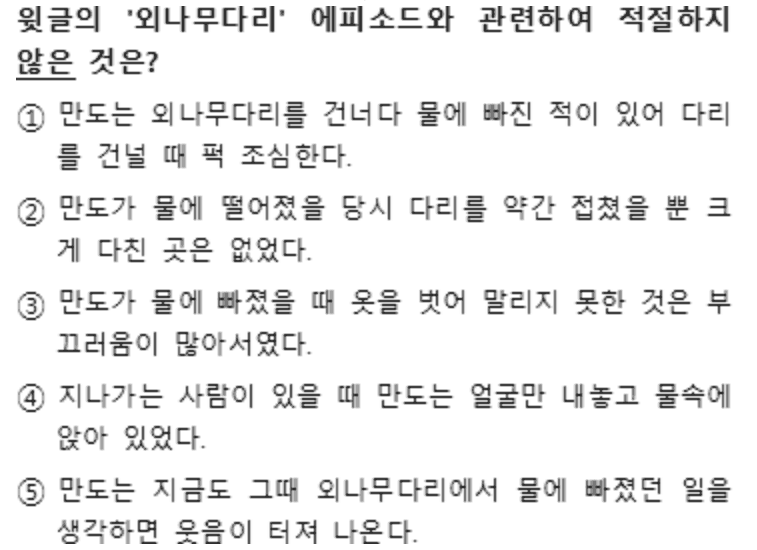 윗글의 '외나무다리' 에피소드와 관련하여 적절하지
않은 것은?
① 만도는 외나무다리를 건너다 물에 빠진 적이 있어 다리
를 건널 때 퍽 조심한다.
② 만도가 물에 떨어졌을 당시 다리를 약간 접쳤을 뿐 크
게 다친 곳은 없었다.
③ 만도가 물에 빠졌을 때 옷을 벗어 말리지 못한 것은 부
끄러움이 많아서였다.
④ 지나가는 사람이 있을 때 만도는 얼굴만 내놓고 물속에
앉아 있었다.
⑤ 만도는 지금도 그때 외나무다리에서 물에 빠졌던 일을
생각하면 웃음이 터져 나온다.